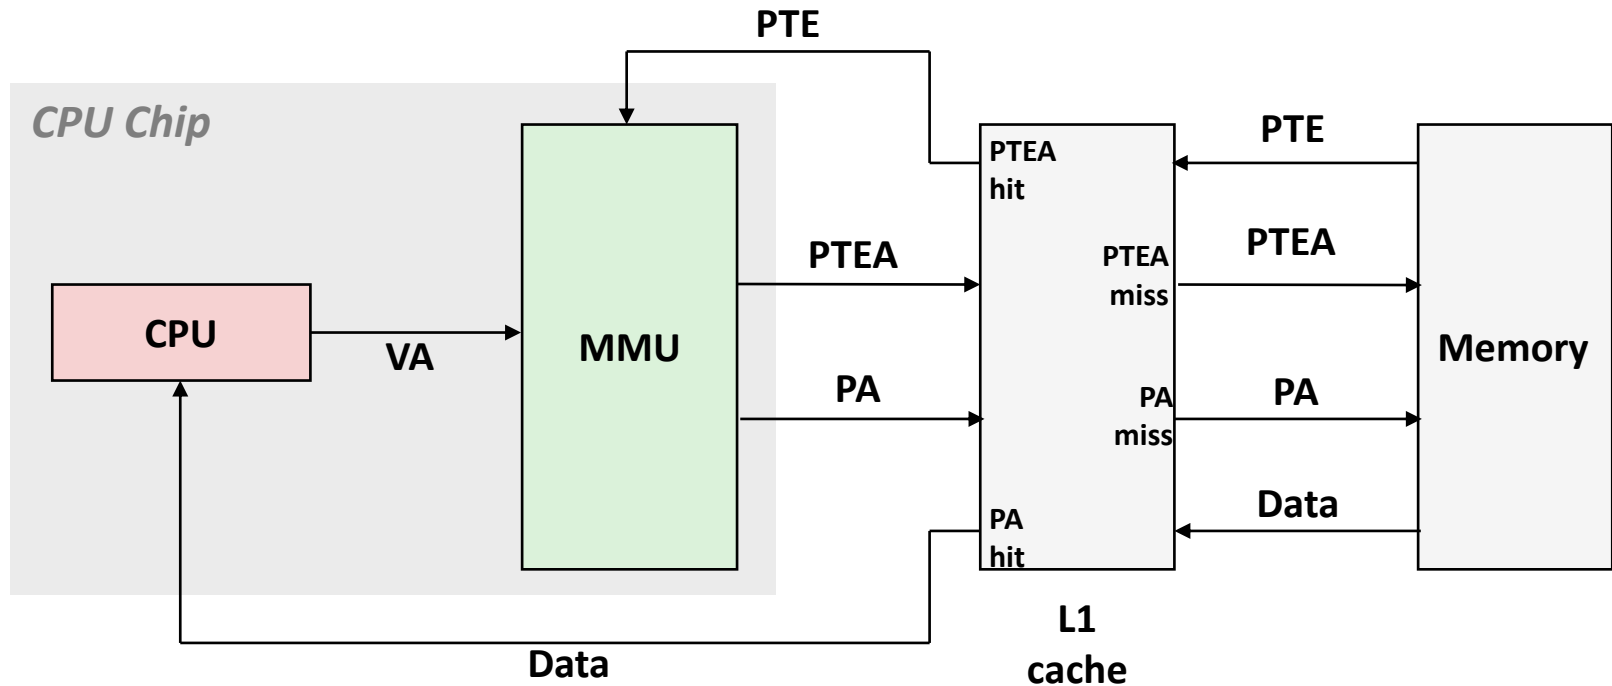 PTE
CPU Chip
PTEA
hit
PTE
PTEA
PTEA
miss
PTEA
CPU
VA
MMU
Memory
PA
PA
miss
PA
PA
hit
Data
L1
cache
Data